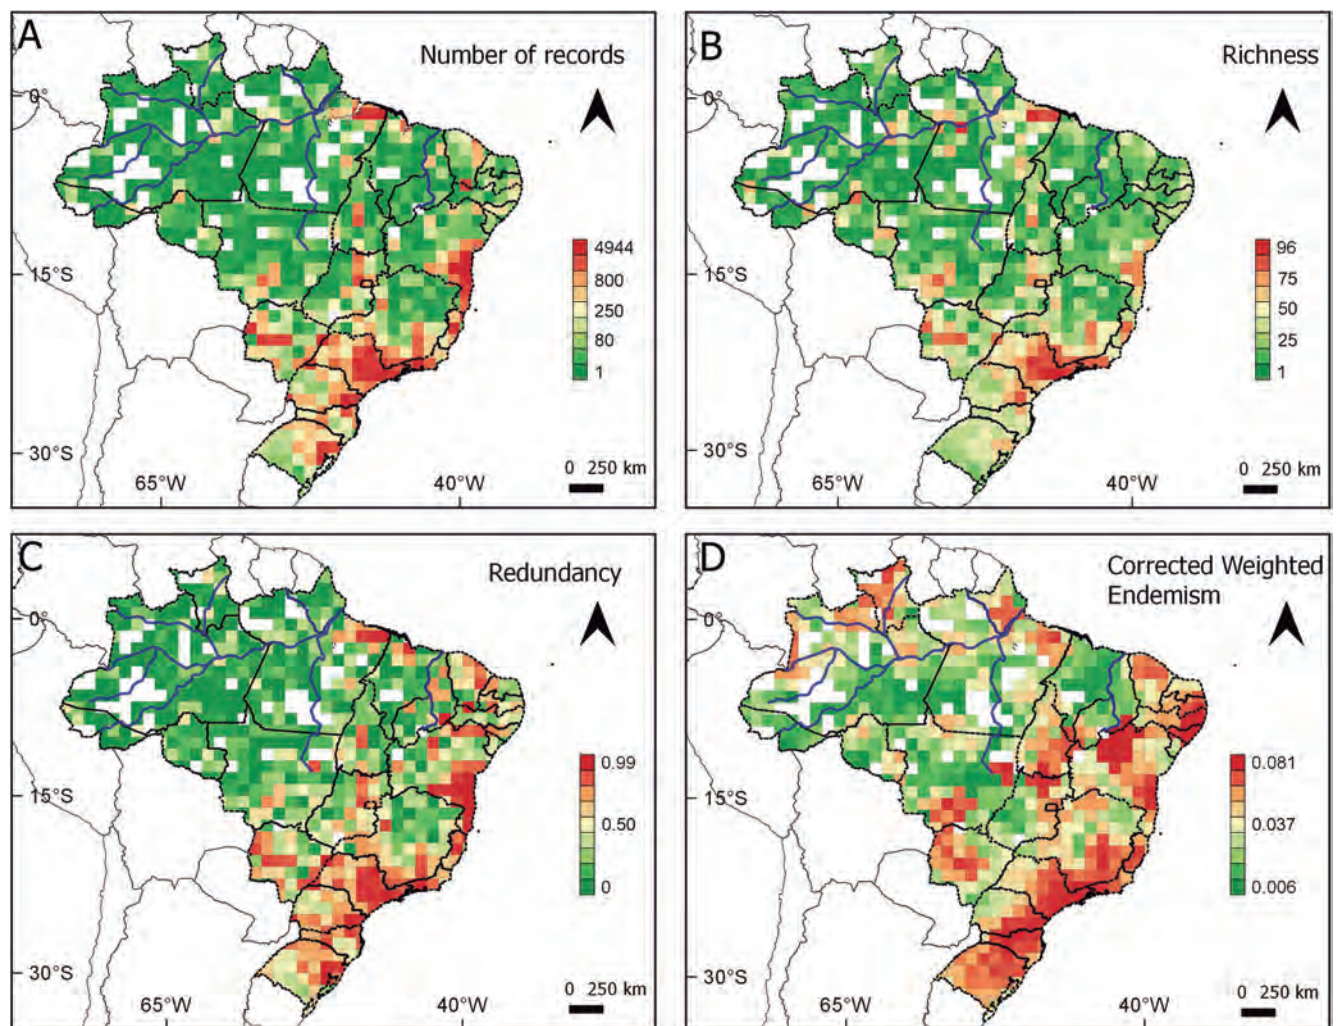 A
Number of records
0°
15°S
30°S
65°W
40°W
4944
800
250
80
1
0 250 km
B
Richness
0°
15°S
30°S
65°W
40°W
96
75
50
25
1
0 250 km
C
Redundancy
0°
15°S
30°S
65°W
40°W
0.99
0.50
0
0 250 km
D
Corrected Weighted
Endemism
0°
15°S
30°S
65°W
40°W
0.081
0.037
0.006
0 250 km